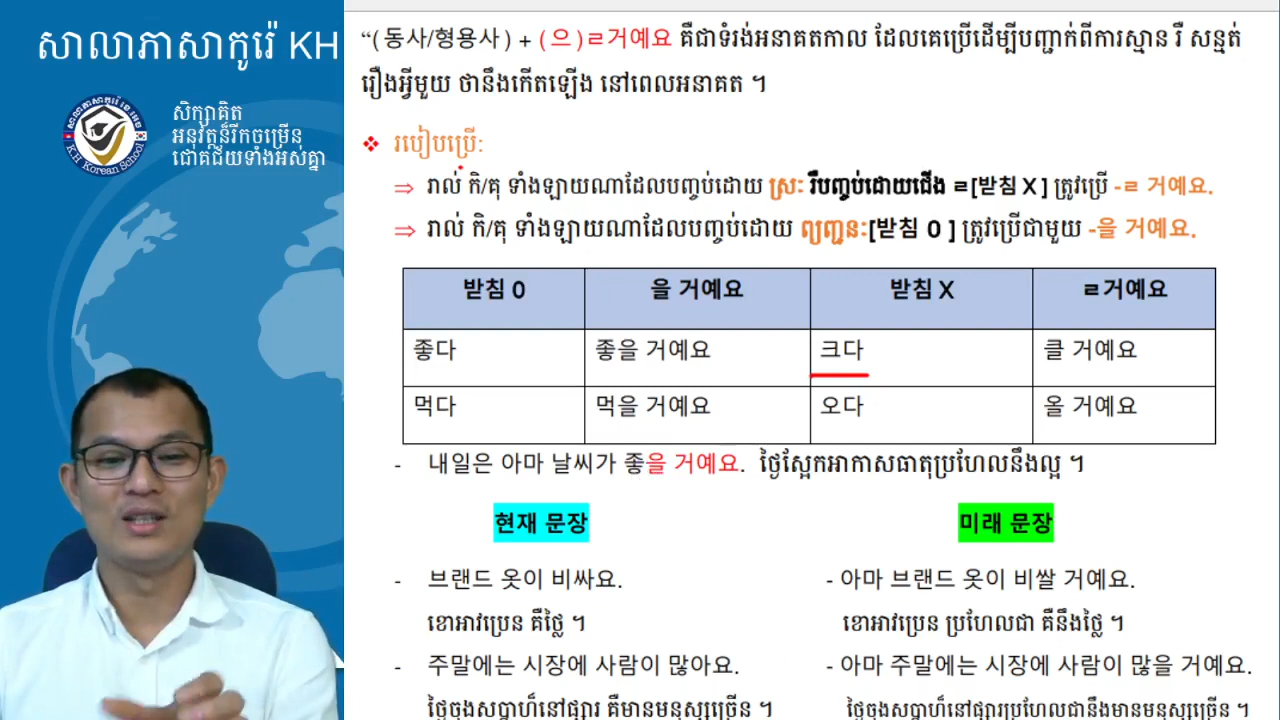 សាលាភាសាកូរ៉េ KH
សិក្សាគិត
អនុវត្តន៏រីកចម្រើន
ជោគជ័យទាំងអស់គ្នា
សាលាភាសាកូរ៉េ ខេ អេច
K.H Korean School
“(동사/형용사) + (으)ㄹ거예요 គឺជាទំរង់អនាគតកាល ដែលគេប្រើដើម្បីបញ្ជាក់ពីការស្មាន រឺ សន្មត់
រឿងអ្វីមួយ ថានឹងកើតឡើង នៅពេលអនាគត ។
❖ របៀបប្រើ:
⇒ រាល់ កិ/គុ ទាំងឡាយណាដែលបញ្ចប់ដោយ ស្រៈ រឺបញ្ចប់ដោយជើង ㄹ[받침 X] ត្រូវប្រើ -ㄹ 거예요.
⇒ រាល់ កិ/គុ ទាំងឡាយណាដែលបញ្ចប់ដោយ ព្យញ្ជនៈ[받침 0 ] ត្រូវប្រើជាមួយ -을 거예요.
받침 0 을 거예요 받침 X ㄹ거예요
좋다 좋을 거예요 크다 클 거예요
먹다 먹을 거예요 오다 올 거예요
- 내일은 아마 날씨가 좋을 거예요. ថ្ងៃស្អែកអាកាសធាតុប្រហែលនឹងល្អ ។
현재 문장 미래 문장
- 브랜드 옷이 비싸요. - 아마 브랜드 옷이 비쌀 거예요.
ខោអាវប្រេន គឺថ្លៃ ។ ខោអាវប្រេន ប្រហែលជា គឺនឹងថ្លៃ ។
- 주말에는 시장에 사람이 많아요. - 아마 주말에는 시장에 사람이 많을 거예요.
ថ្ងៃចុងសប្តាហ៏នៅផ្សារ គឺមានមនុស្សច្រើន ។ ថ្ងៃចុងសប្តាហ៏នៅផ្សារប្រហែលជានឹងមានមនុស្សច្រើន ។